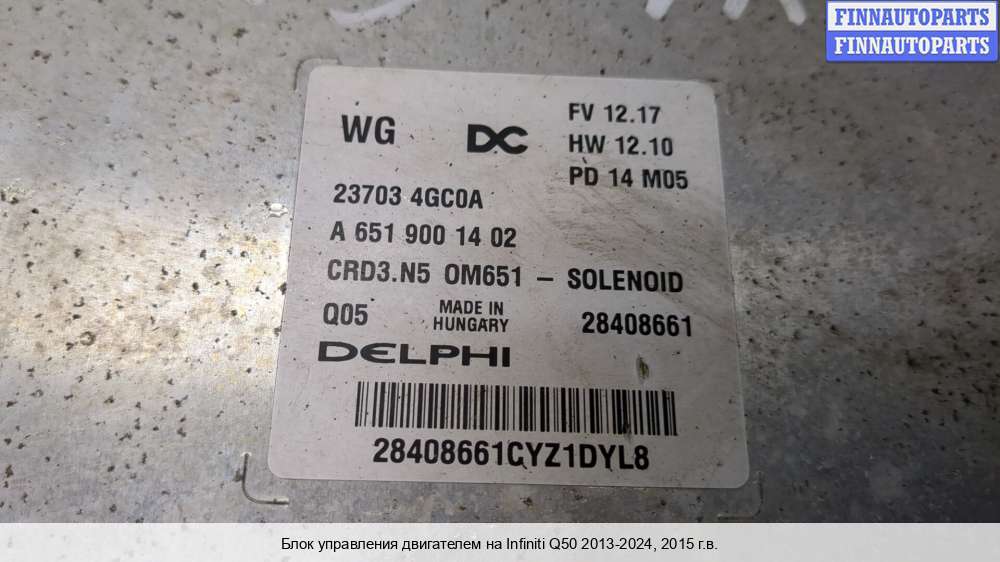 FINNAUTOPARTS
FINNAUTOPARTS
WG
DC
FV 12.17
HW 12.10
PD 14 M05
23703 4GC0A
A 651 900 14 02
CRD3.N5 OM651 – SOLENOID
Q05
MADE IN
HUNGARY
28408661
DELPHI
28408661CYZ1DYL8
Блок управления двигателем на Infiniti Q50 2013-2024, 2015 г.в.